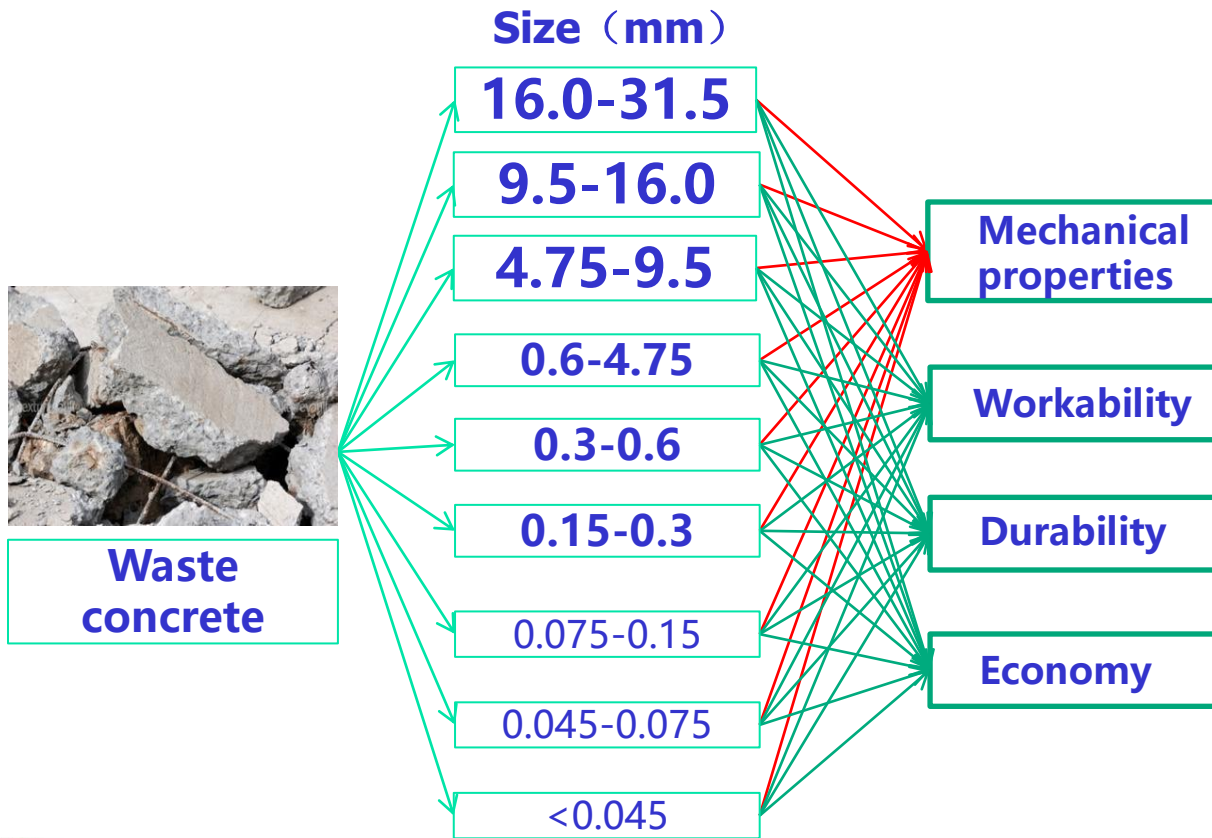 Size（mm）
16.0-31.5
9.5-16.0
4.75-9.5
0.6-4.75
0.3-0.6
0.15-0.3
0.075-0.15
0.045-0.075
<0.045
Waste
concrete
Mechanical
properties
Workability
Durability
Economy